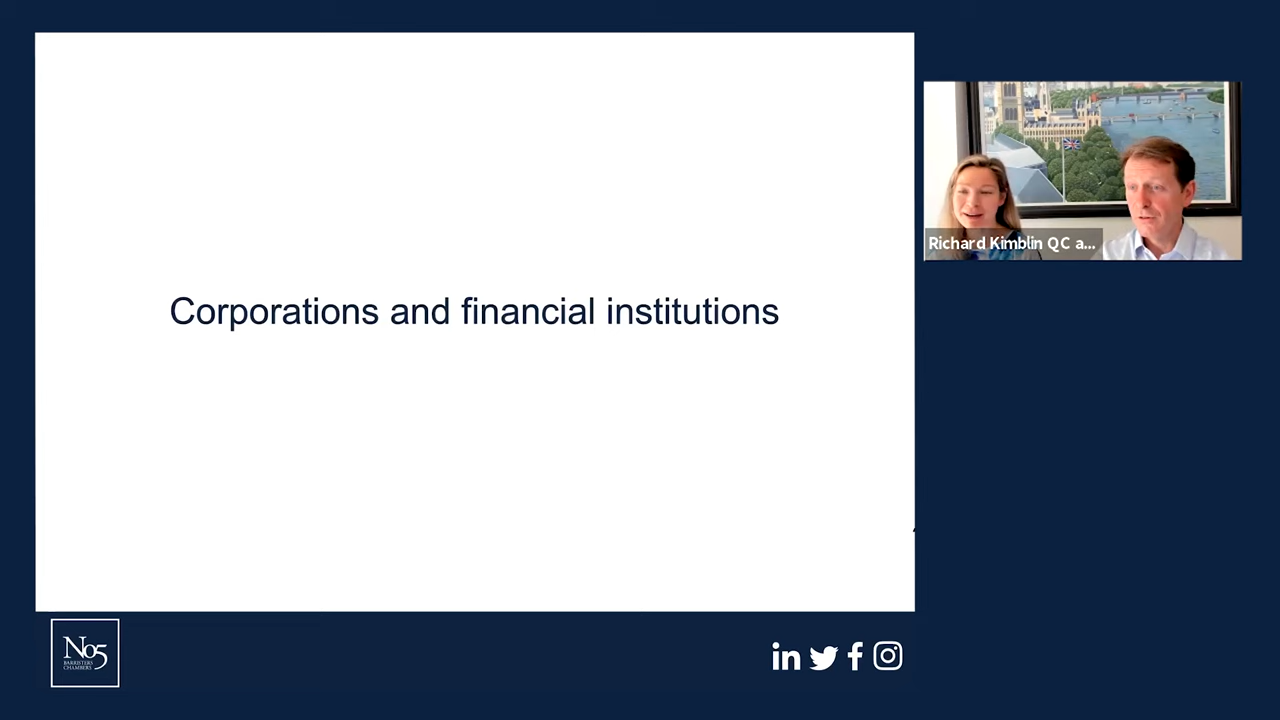 Corporations and financial institutions
Richard Kimblin QC a...
No5
BARRISTERS
CHAMBERS